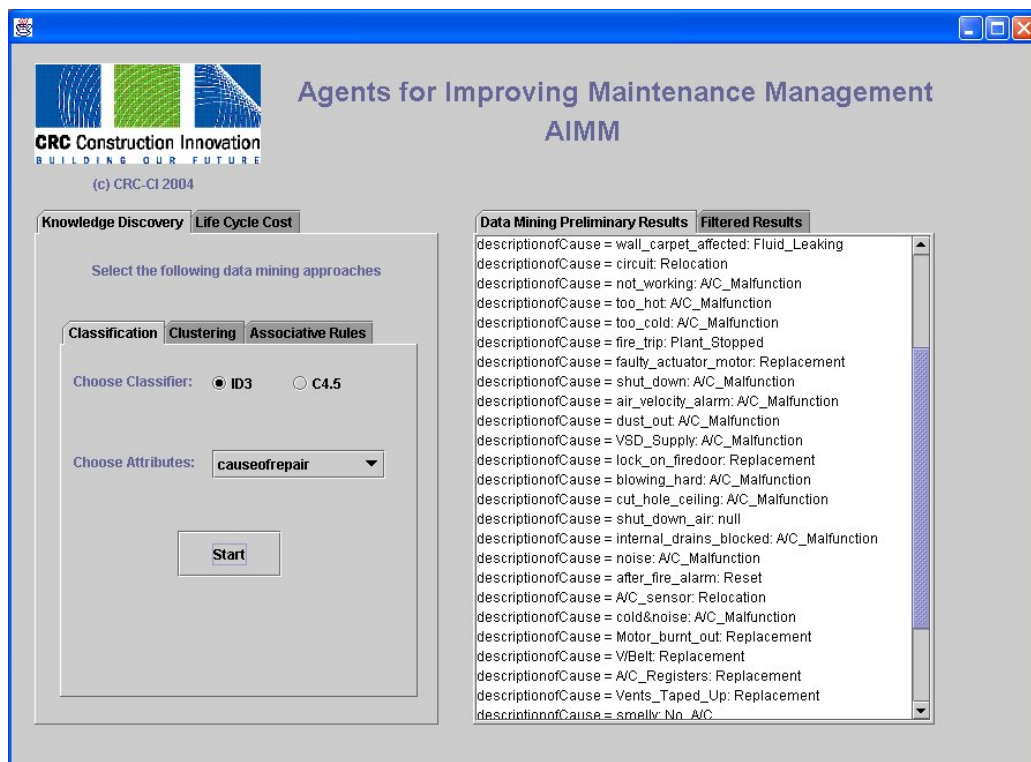 Agents for Improving Maintenance Management
AIMM
CRC Construction Innovation
BUILDING OUR FUTURE
(c) CRC-CI 2004
Knowledge Discovery Life Cycle Cost
Select the following data mining approaches
Classification Clustering Associative Rules
Choose Classifier: ID3 C4.5
Choose Attributes: causeofrepair
Start
Data Mining Preliminary Results Filtered Results
descriptionofCause = wall_carpet_affected: Fluid_Leaking
descriptionofCause = circuit: Relocation
descriptionofCause = not_working: A/C_Malfunction
descriptionofCause = too_hot: A/C_Malfunction
descriptionofCause = too_cold: A/C_Malfunction
descriptionofCause = fire_trip: Plant_Stopped
descriptionofCause = faulty_actuator_motor: Replacement
descriptionofCause = shut_down: A/C_Malfunction
descriptionofCause = air_velocity_alarm: A/C_Malfunction
descriptionofCause = dust_out: A/C_Malfunction
descriptionofCause = VSD_Supply: A/C_Malfunction
descriptionofCause = lock_on_firedoor: Replacement
descriptionofCause = blowing_hard: A/C_Malfunction
descriptionofCause = cut_hole_ceiling: A/C_Malfunction
descriptionofCause = shut_down_air: null
descriptionofCause = internal_drains_blocked: A/C_Malfunction
descriptionofCause = noise: A/C_Malfunction
descriptionofCause = after_fire_alarm: Reset
descriptionofCause = A/C_sensor: Relocation
descriptionofCause = cold&noise: A/C_Malfunction
descriptionofCause = Motor_burnt_out: Replacement
descriptionofCause = V/Belt: Replacement
descriptionofCause = A/C_Registers: Replacement
descriptionofCause = Vents_Taped_Up: Replacement
descriptionofCause = smelly: No_A/C